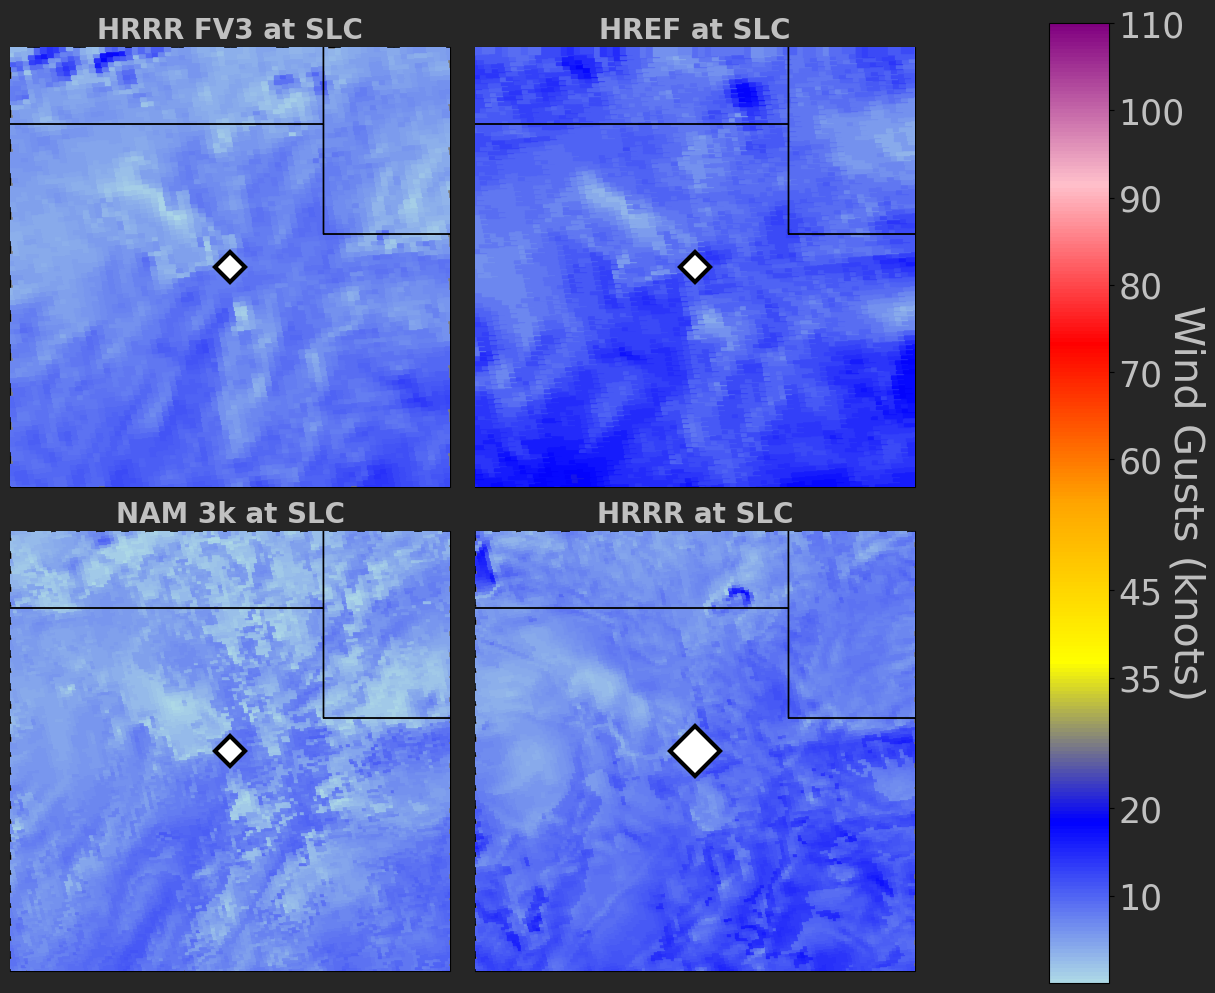 HRRR FV3 at SLC
HREF at SLC
NAM 3k at SLC
HRRR at SLC
110
100
90
80
70
60
45
35
20
10
Wind Gusts (knots)